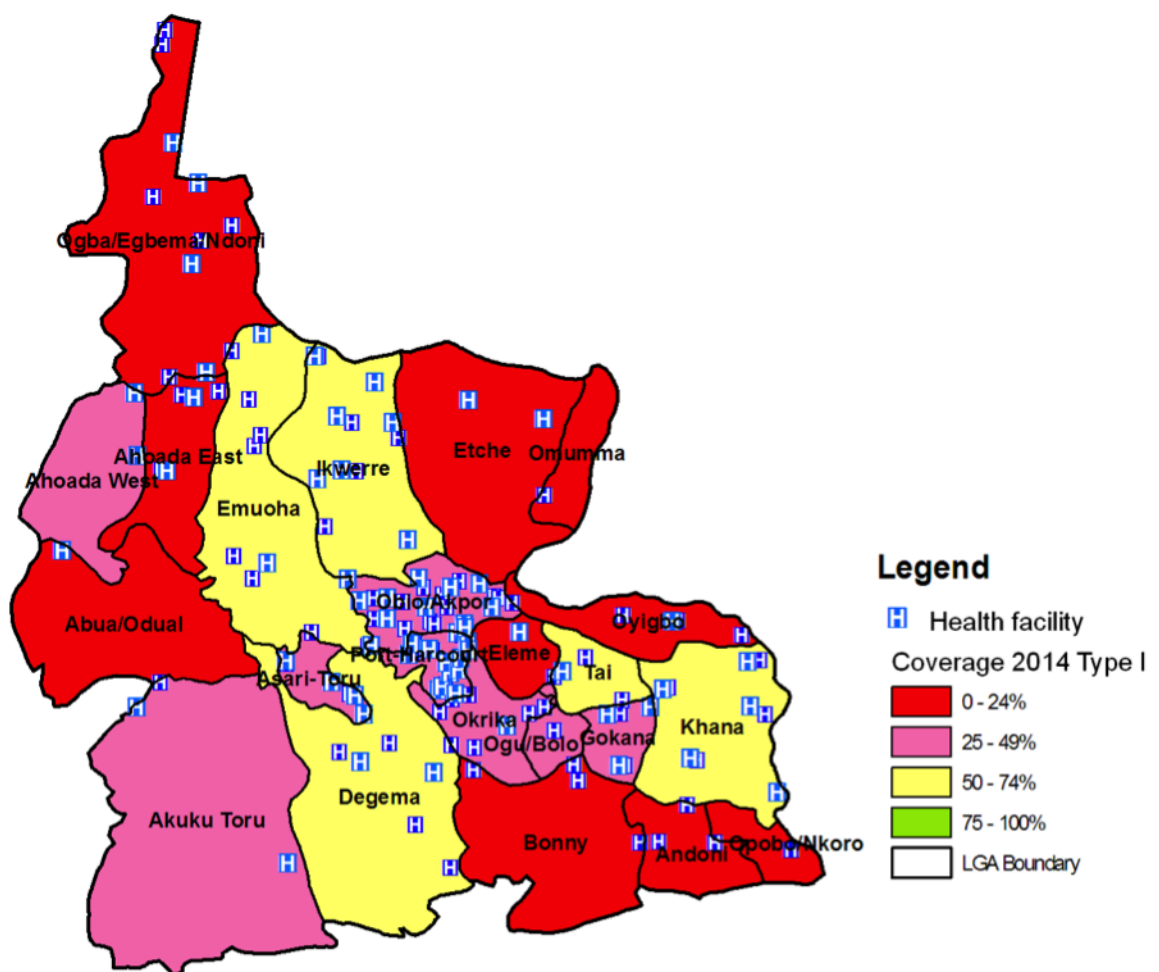 Ogba/Egbema/Ndoni
Ahoada East
Ahoada West
Etche
Omumma
Ikwerre
Emuoha
Abua/Odual
Obio/Akpor
Oyigbo
Port-Harcourt
Eleme
Asari-Toru
Tai
Okrika
Ogu/Bolo
Gokana
Khana
Degema
Akuku Toru
Bonny
Andoni
Opobo/Nkoro
Legend
H Health facility
Coverage 2014 Type I
0 - 24%
25 - 49%
50 - 74%
75 - 100%
LGA Boundary